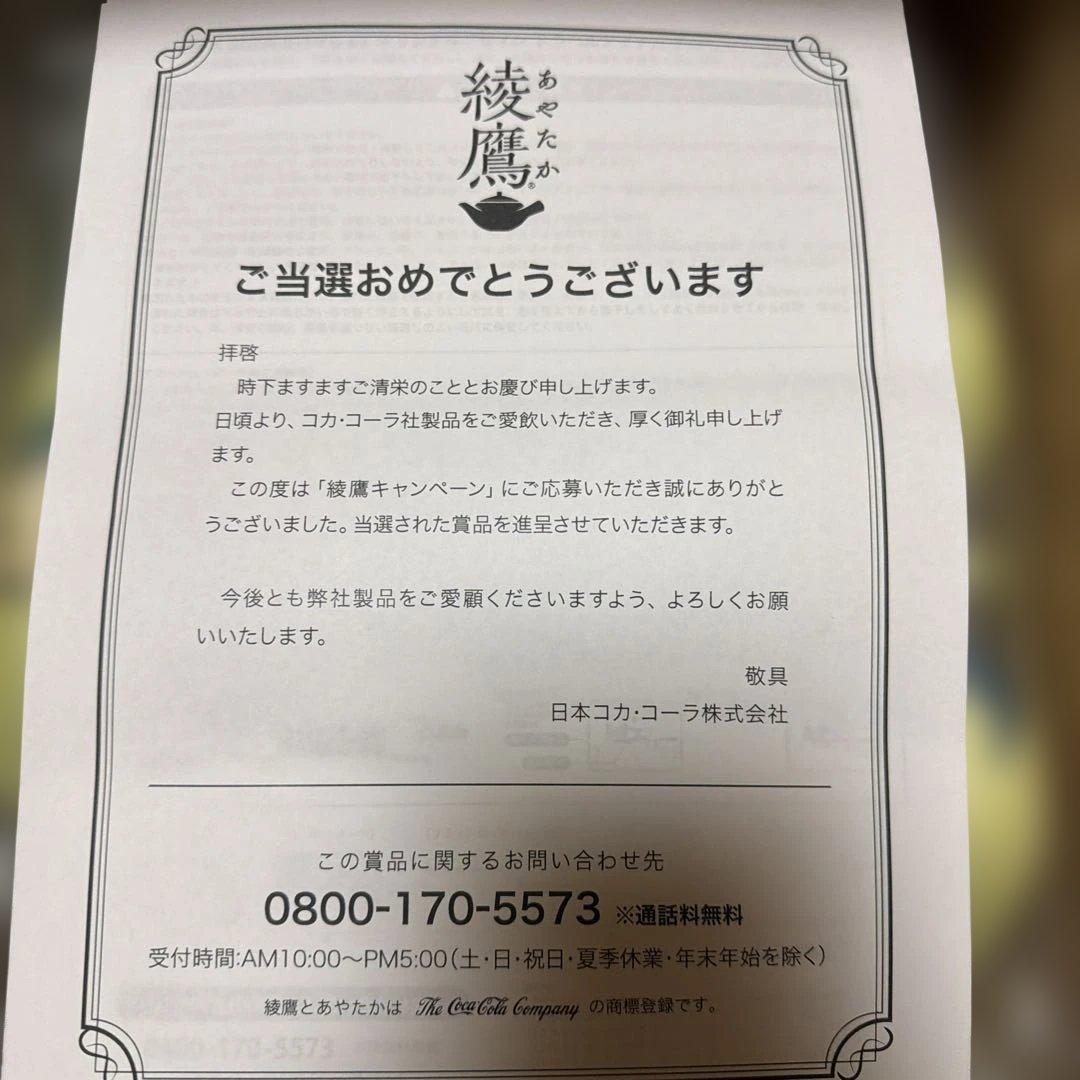 綾鷹
あやたか
®
ご当選おめでとうございます
拝啓
時下ますますご清栄のこととお慶び申し上げます。
日頃より、コカ・コーラ社製品をご愛飲いただき、厚く御礼申し上げ
ます。
この度は「綾鷹キャンペーン」にご応募いただき誠にありがと
うございました。当選された賞品を進呈させていただきます。
今後とも弊社製品をご愛顧くださいますよう、よろしくお願
いいたします。
敬具
日本コカ・コーラ株式会社
この賞品に関するお問い合わせ先
0800-170-5573 ※通話料無料
受付時間:AM10:00〜PM5:00(土・日・祝日・夏季休業・年末年始を除く)
綾鷹とあやたかは The Coca-Cola Company の商標登録です。